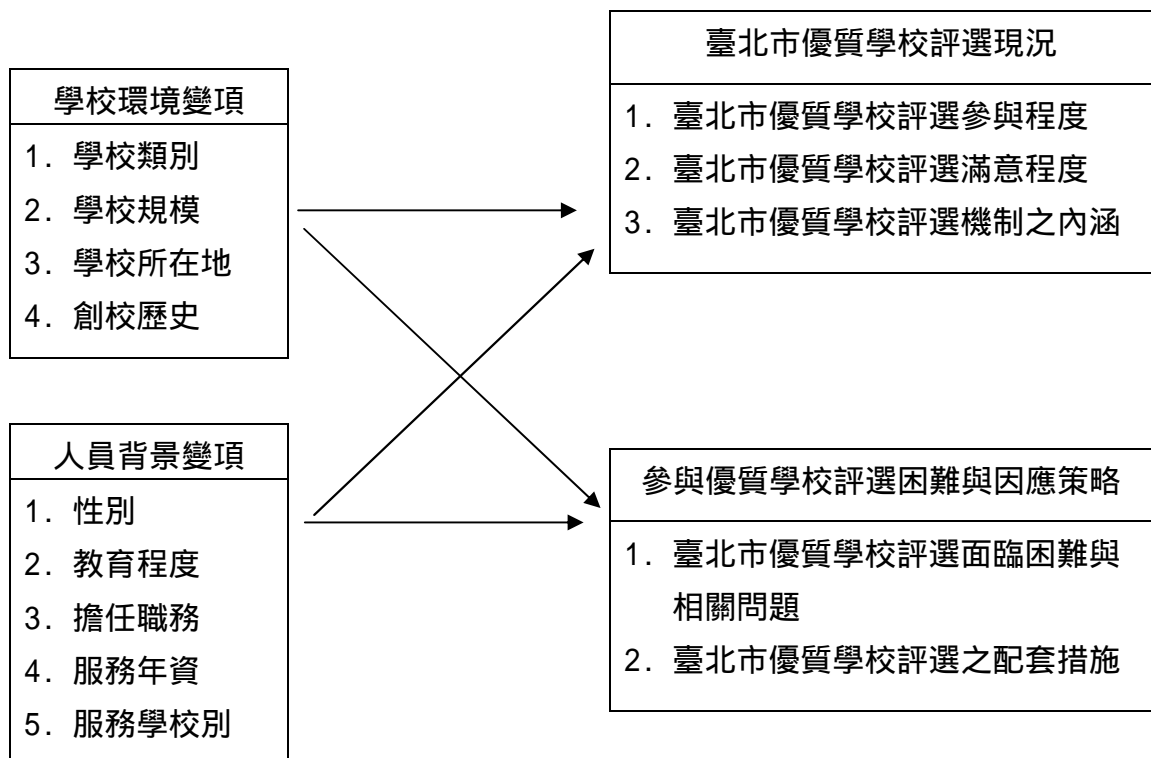 學校環境變項
1. 學校類別
2. 學校規模
3. 學校所在地
4. 創校歷史
人員背景變項
1. 性別
2. 教育程度
3. 擔任職務
4. 服務年資
5. 服務學校別
臺北市優質學校評選現況
1. 臺北市優質學校評選參與程度
2. 臺北市優質學校評選滿意程度
3. 臺北市優質學校評選機制之內涵
參與優質學校評選困難與因應策略
1. 臺北市優質學校評選面臨困難與
相關問題
2. 臺北市優質學校評選之配套措施